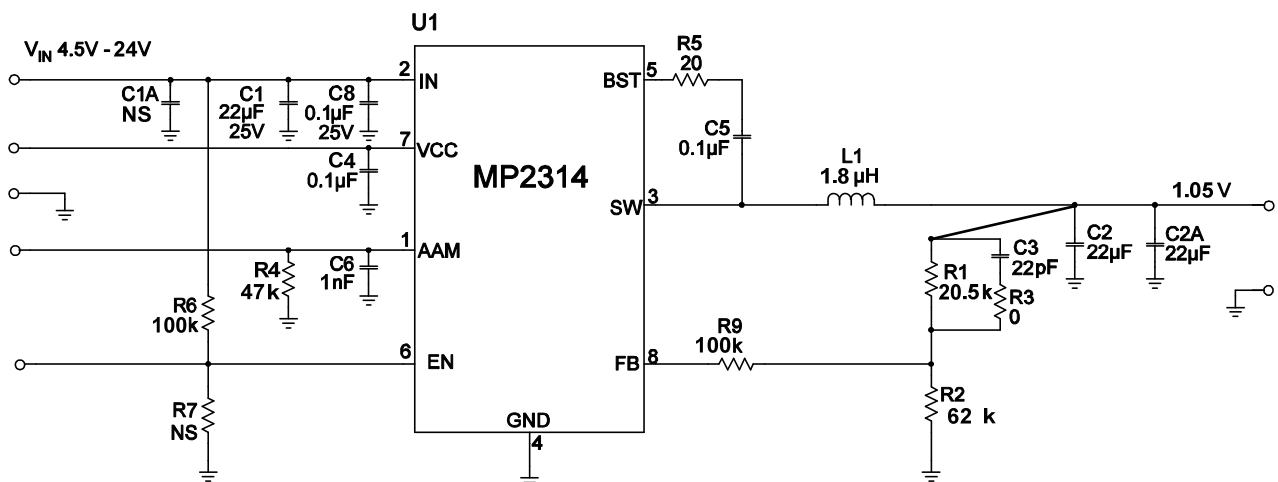 U1
V_IN 4.5V - 24V
2
IN
C1A
NS
C1
22µF
25V
C8
0.1µF
25V
7
VCC
C4
0.1µF
1
AAM
R4
47k
C6
1nF
R6
100k
6
EN
R7
NS
MP2314
GND
4
BST
5
R5
20
C5
0.1µF
SW
3
L1
1.8 µH
1.05 V
C3
22pF
R1
20.5k
R3
0
C2
22µF
C2A
22µF
FB
8
R9
100k
R2
62 k